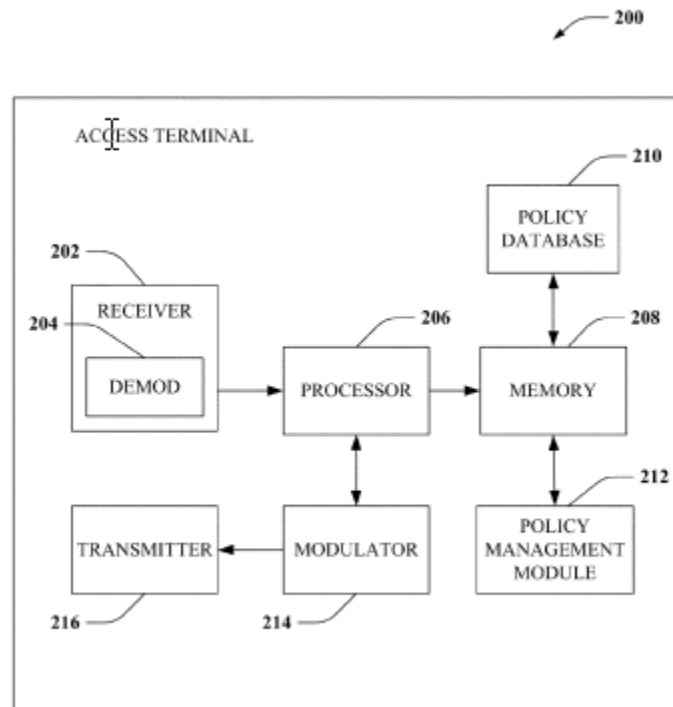 200
ACCESS TERMINAL
210
POLICY
DATABASE
202
RECEIVER
204
DEMOD
206
PROCESSOR
208
MEMORY
212
TRANSMITTER
MODULATOR
POLICY
MANAGEMENT
MODULE
216
214